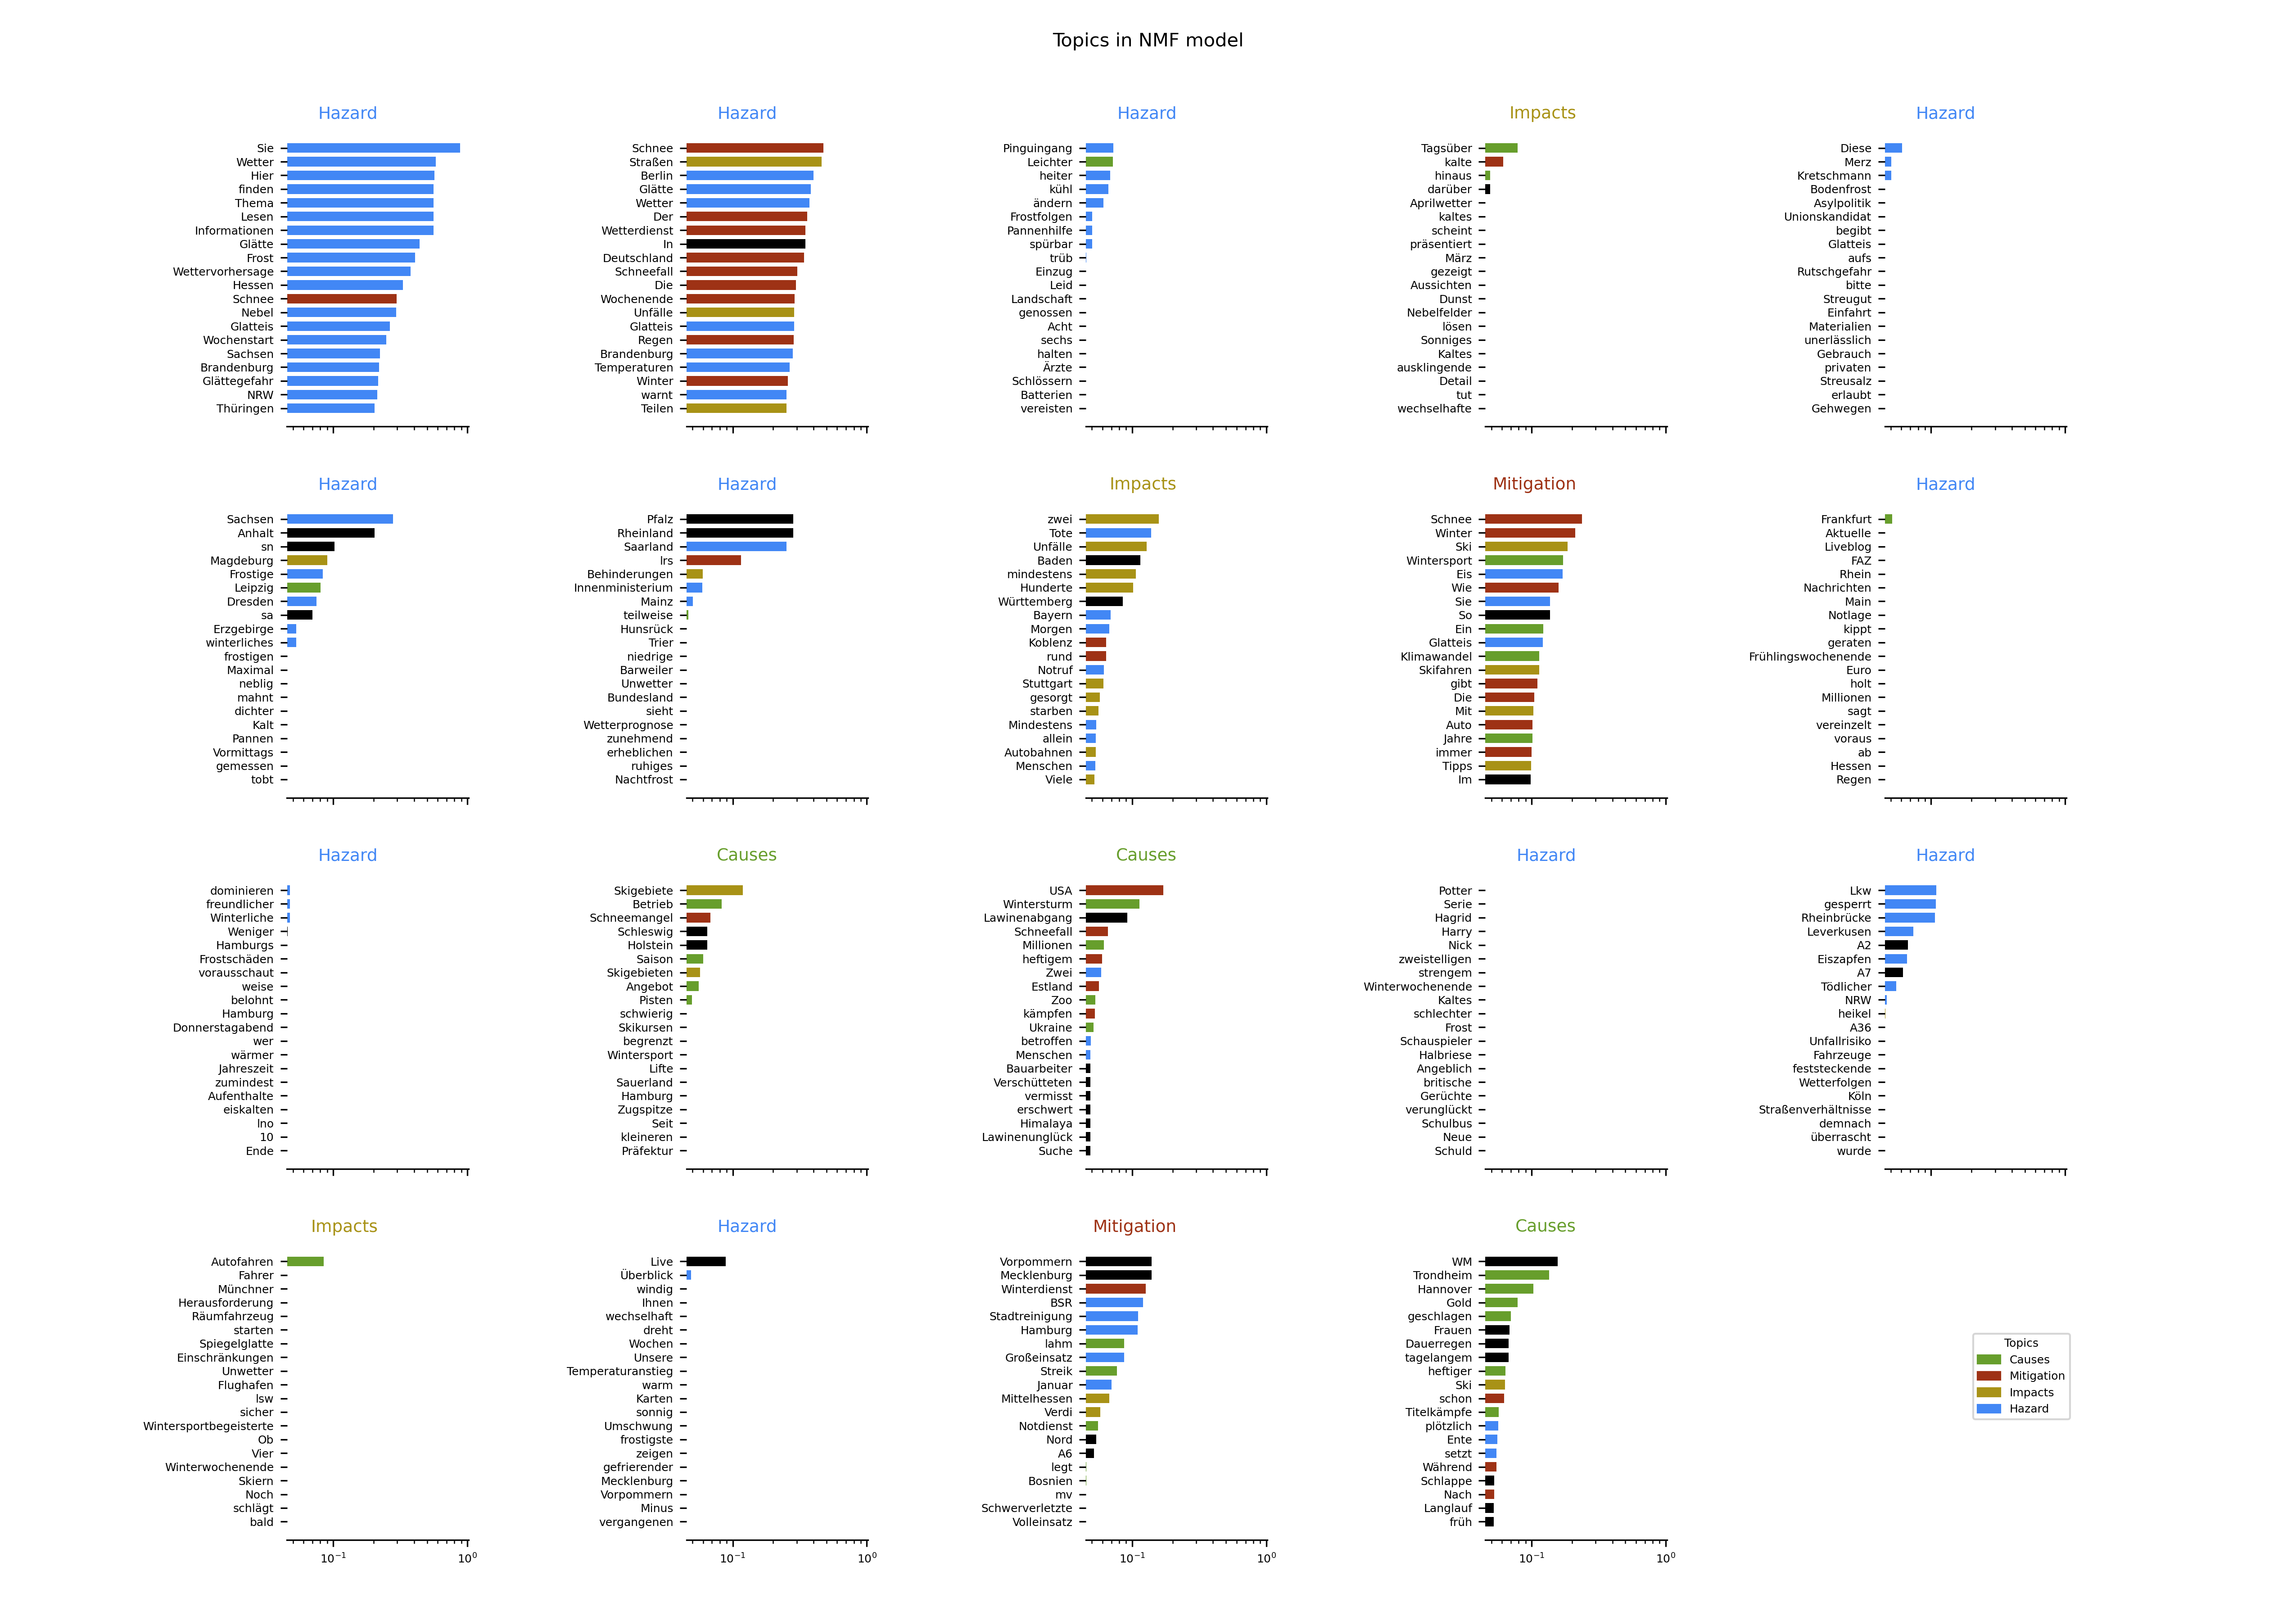 Topics in NMF model
Hazard
Sie
Wetter
Hier
finden
Thema
Lesen
Informationen
Glätte
Frost
Wettervorhersage
Hessen
Schnee
Nebel
Glatteis
Wochenstart
Sachsen
Brandenburg
Glättegefahr
NRW
Thüringen
Hazard
Schnee
Straßen
Berlin
Glätte
Wetter
Der
Wetterdienst
In
Deutschland
Schneefall
Die
Wochenende
Unfälle
Glatteis
Regen
Brandenburg
Temperaturen
Winter
warnt
Teilen
Hazard
Pinguingang
Leichter
heiter
kühl
ändern
Frostfolgen
Pannenhilfe
spürbar
trüb
Einzug
Leid
Landschaft
genossen
Acht
sechs
halten
Ärzte
Schlössern
Batterien
vereisten
Impacts
Tagsüber
kalte
hinaus
darüber
Aprilwetter
kaltes
scheint
präsentiert
März
gezeigt
Aussichten
Dunst
Nebelfelder
lösen
Sonniges
Kaltes
ausklingende
Detail
tut
wechselhafte
Hazard
Diese
Merz
Kretschmann
Bodenfrost
Asylpolitik
Unionskandidat
begibt
Glatteis
aufs
Rutschgefahr
bitte
Streugut
Einfahrt
Materialien
unerlässlich
Gebrauch
privaten
Streusalz
erlaubt
Gehwegen
Hazard
Sachsen
Anhalt
sn
Magdeburg
Frostige
Leipzig
Dresden
sa
Erzgebirge
winterliches
frostigen
Maximal
neblig
mahnt
dichter
Kalt
Pannen
Vormittags
gemessen
tobt
Hazard
Pfalz
Rheinland
Saarland
lrs
Behinderungen
Innenministerium
Mainz
teilweise
Hunsrück
Trier
niedrige
Barweiler
Unwetter
Bundesland
sieht
Wetterprognose
zunehmend
erheblichen
ruhiges
Nachtfrost
Impacts
zwei
Tote
Unfälle
Baden
mindestens
Hunderte
Württemberg
Bayern
Morgen
Koblenz
rund
Notruf
Stuttgart
gesorgt
starben
Mindestens
allein
Autobahnen
Menschen
Viele
Mitigation
Schnee
Winter
Ski
Wintersport
Eis
Wie
Sie
So
Ein
Glatteis
Klimawandel
Skifahren
gibt
Die
Mit
Auto
Jahre
immer
Tipps
Im
Hazard
Frankfurt
Aktuelle
Liveblog
FAZ
Rhein
Nachrichten
Main
Notlage
kippt
geraten
Frühlingswochenende
Euro
holt
Millionen
sagt
vereinzelt
voraus
ab
Hessen
Regen
Hazard
dominieren
freundlicher
Winterliche
Weniger
Hamburgs
Frostschäden
vorausschaut
weise
belohnt
Hamburg
Donnerstagabend
wer
wärmer
Jahreszeit
zumindest
Aufenthalte
eiskalten
lno
10
Ende
Causes
Skigebiete
Betrieb
Schneemangel
Schleswig
Holstein
Saison
Skigebieten
Angebot
Pisten
schwierig
Skikursen
begrenzt
Wintersport
Lifte
Sauerland
Hamburg
Zugspitze
Seit
kleineren
Präfektur
Causes
USA
Wintersturm
Lawinenabgang
Schneefall
Millionen
heftigem
Zwei
Estland
Zoo
kämpfen
Ukraine
betroffen
Menschen
Bauarbeiter
Verschütteten
vermisst
erschwert
Himalaya
Lawinenunglück
Suche
Hazard
Potter
Serie
Hagrid
Harry
Nick
zweistelligen
strengem
Winterwochenende
Kaltes
schlechter
Frost
Schauspieler
Halbriese
Angeblich
britische
Gerüchte
verunglückt
Schulbus
Neue
Schuld
Hazard
Lkw
gesperrt
Rheinbrücke
Leverkusen
A2
Eiszapfen
A7
Tödlicher
NRW
heikel
A36
Unfallrisiko
Fahrzeuge
feststeckende
Wetterfolgen
Köln
Straßenverhältnisse
demnach
überrascht
wurde
Impacts
Autofahren
Fahrer
Münchner
Herausforderung
Räumfahrzeug
starten
Spiegelglatte
Einschränkungen
Unwetter
Flughafen
lsw
sicher
Wintersportbegeisterte
Ob
Vier
Winterwochenende
Skiern
Noch
schlägt
bald
10⁻¹ 10⁰
Hazard
Live
Überblick
windig
Ihnen
wechselhaft
dreht
Wochen
Unsere
Temperaturanstieg
warm
Karten
sonnig
Umschwung
frostigste
zeigen
gefrierender
Mecklenburg
Vorpommern
Minus
vergangenen
10⁻¹ 10⁰
Mitigation
Vorpommern
Mecklenburg
Winterdienst
BSR
Stadtreinigung
Hamburg
lahm
Großeinsatz
Streik
Januar
Mittelhessen
Verdi
Notdienst
Nord
A6
legt
Bosnien
mv
Schwerverletzte
Volleinsatz
10⁻¹ 10⁰
Causes
WM
Trondheim
Hannover
Gold
geschlagen
Frauen
Dauerregen
tagelangem
heftiger
Ski
schon
Titelkämpfe
plötzlich
Ente
setzt
Während
Schlappe
Nach
Langlauf
früh
10⁻¹ 10⁰
Topics
Causes
Mitigation
Impacts
Hazard